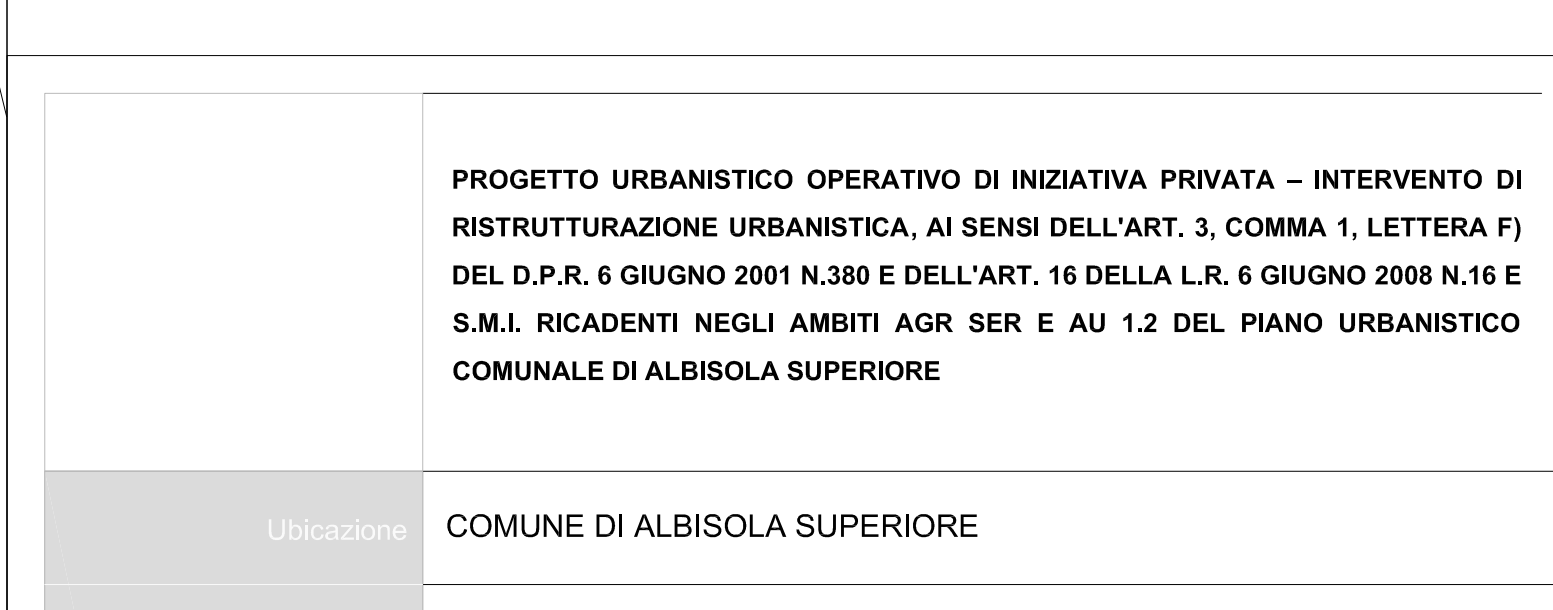 PROGETTO URBANISTICO OPERATIVO DI INIZIATIVA PRIVATA – INTERVENTO DI
RISTRUTTURAZIONE URBANISTICA, AI SENSI DELL'ART. 3, COMMA 1, LETTERA F)
DEL D.P.R. 6 GIUGNO 2001 N.380 E DELL'ART. 16 DELLA L.R. 6 GIUGNO 2008 N.16 E
S.M.I. RICADENTI NEGLI AMBITI AGR SER E AU 1.2 DEL PIANO URBANISTICO
COMUNALE DI ALBISOLA SUPERIORE
Ubicazione COMUNE DI ALBISOLA SUPERIORE